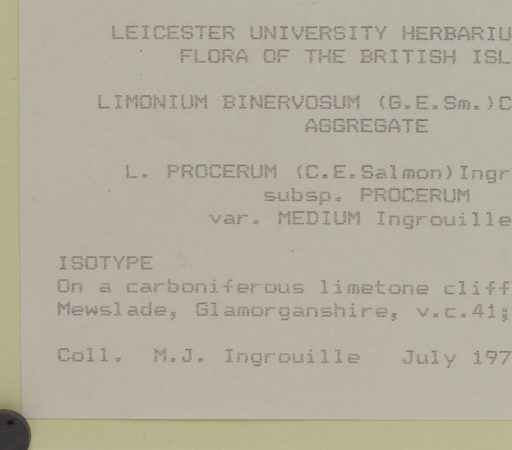 LEICESTER UNIVERSITY HERBARIU
FLORA OF THE BRITISH ISL
LIMONIUM BINERVOSUM (G.E.Sm.)C
AGGREGATE
L. PROCERUM (C.E.Salmon)Ingr
subsp. PROCERUM
var. MEDIUM Ingrouille
ISOTYPE
On a carboniferous limetone cliff
Mewslade, Glamorganshire, v.c.41;
Coll. M.J. Ingrouille July 197